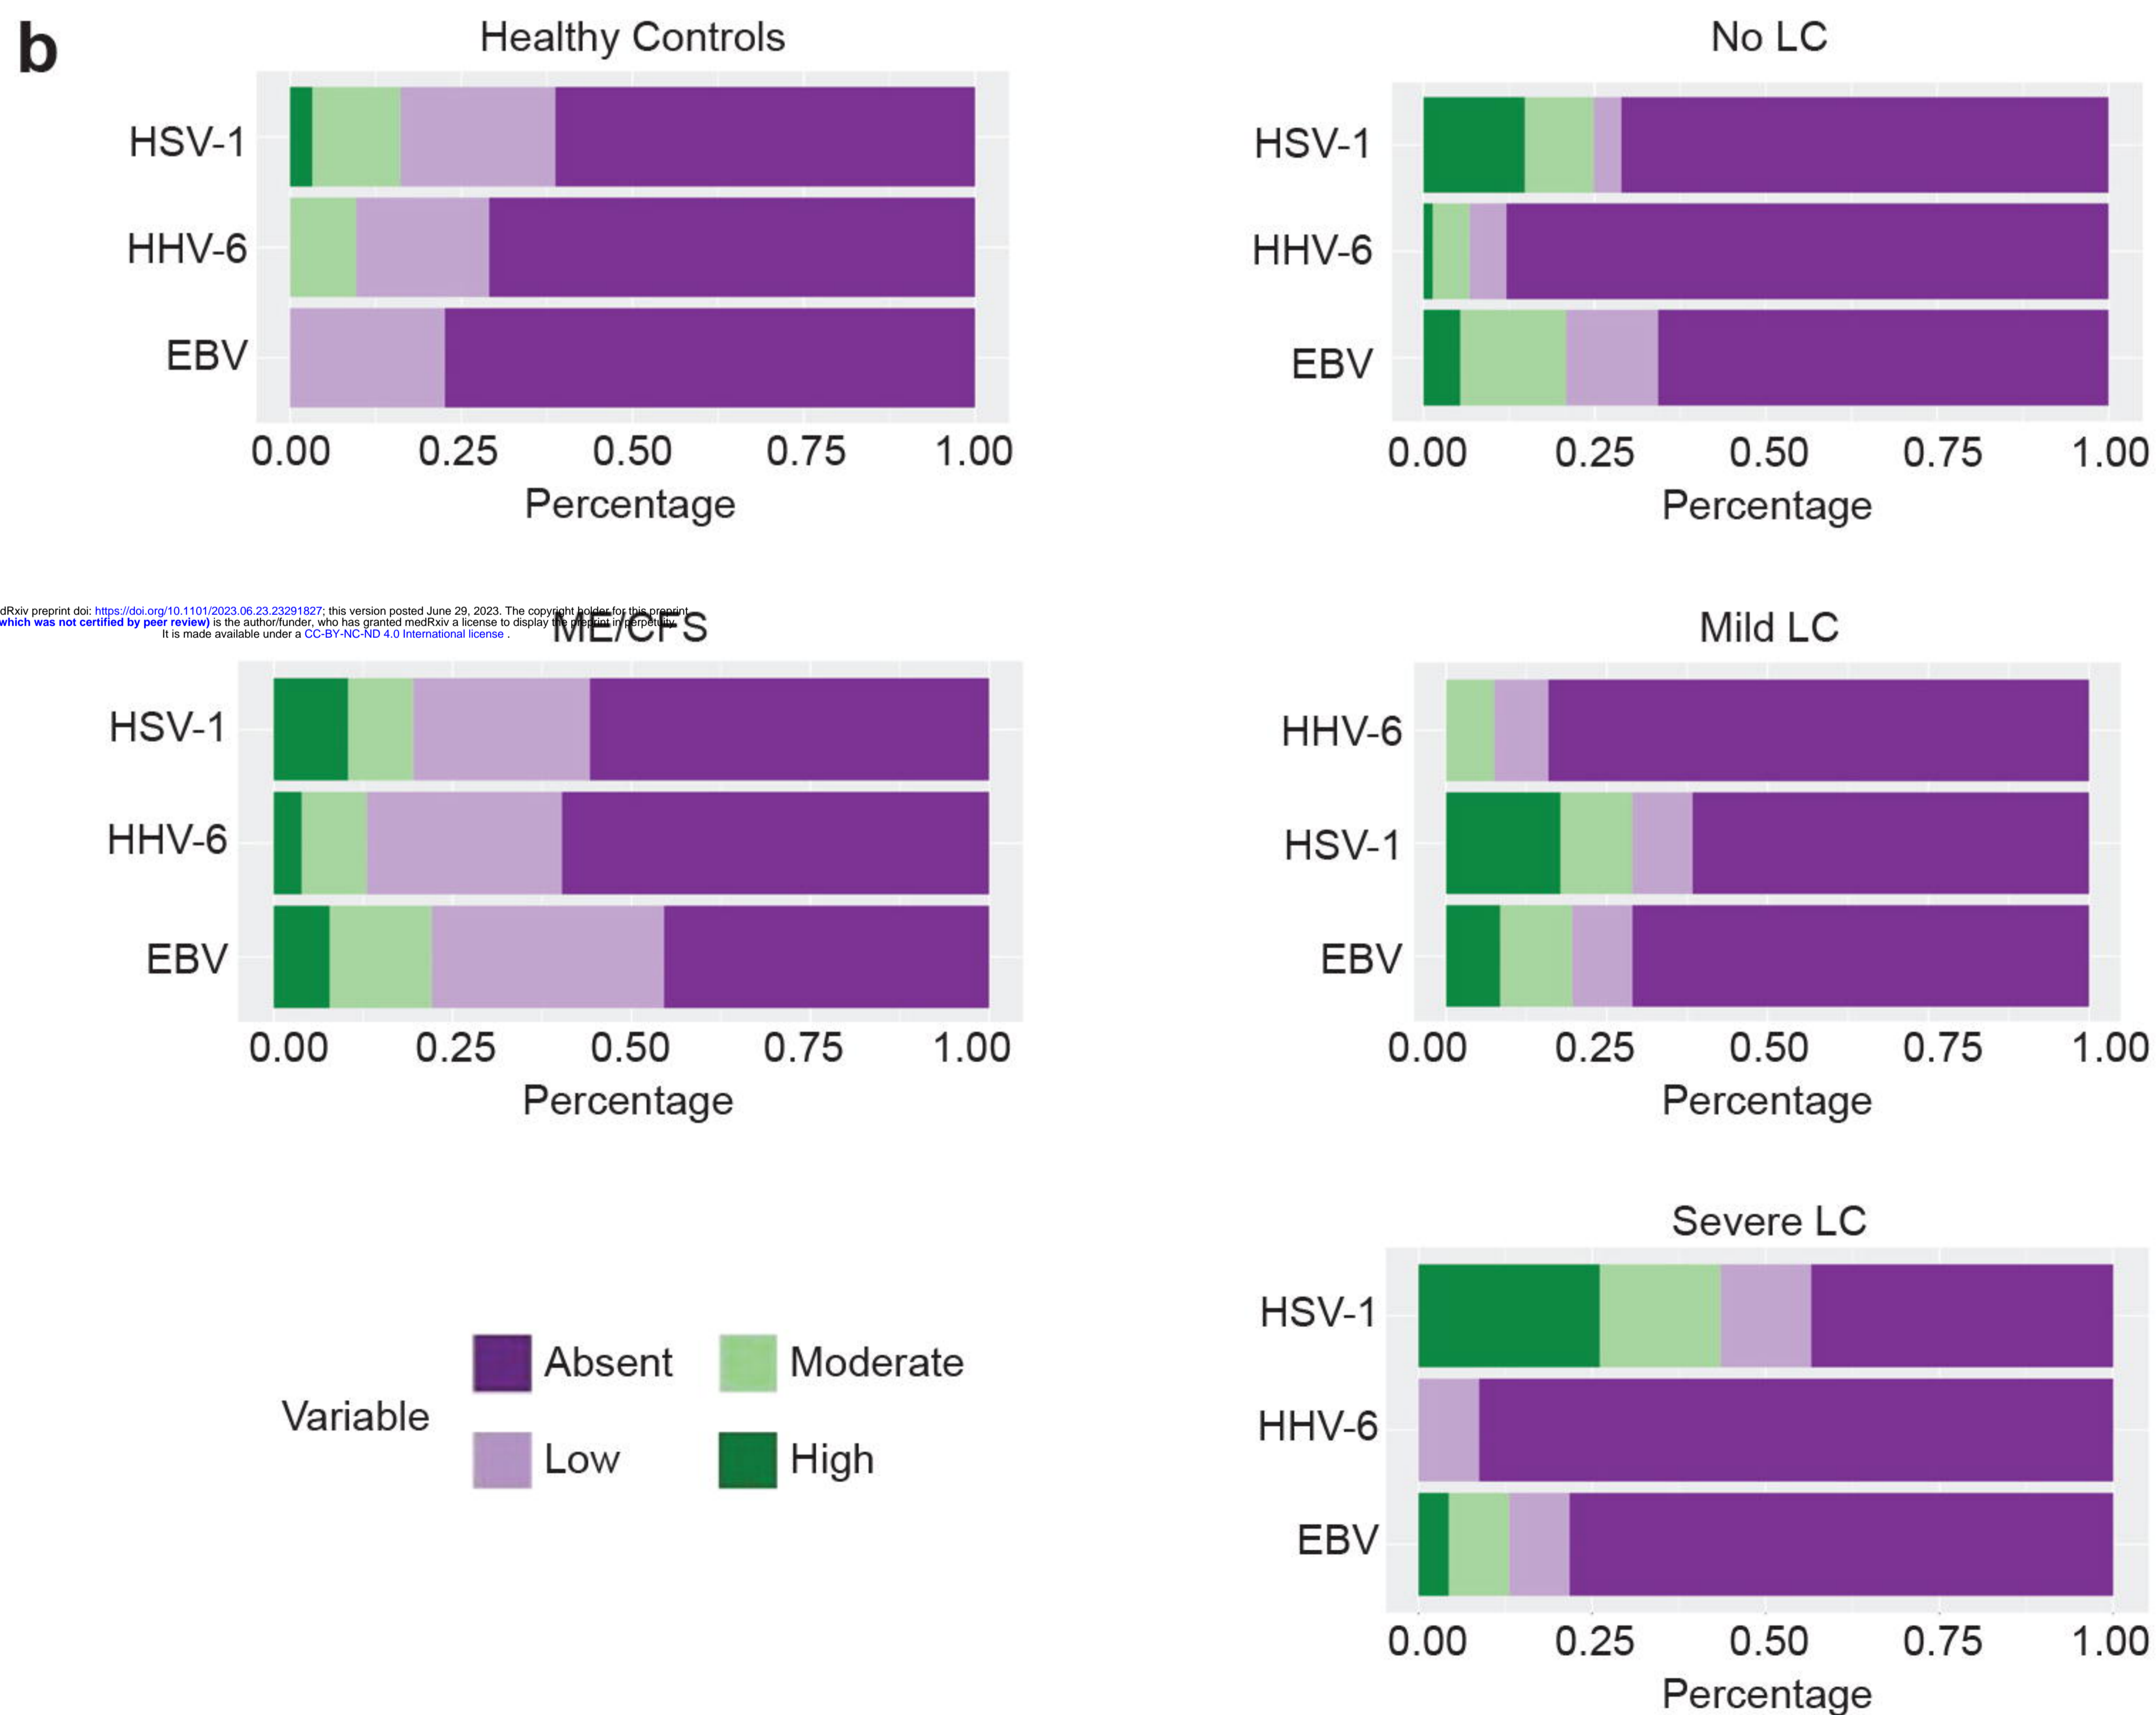 b
Healthy Controls
HSV-1
HHV-6
EBV
0.00 0.25 0.50 0.75 1.00
Percentage
No LC
HSV-1
HHV-6
EBV
0.00 0.25 0.50 0.75 1.00
Percentage
dRxiv preprint doi: https://doi.org/10.1101/2023.06.23.23291827; this version posted June 29, 2023. The copyright holder for this preprint
which was not certified by peer review) is the author/funder, who has granted medRxiv a license to display the preprint in perpetuity.
It is made available under a CC-BY-NC-ND 4.0 International license .
ME/CFS
HSV-1
HHV-6
EBV
0.00 0.25 0.50 0.75 1.00
Percentage
Mild LC
HHV-6
HSV-1
EBV
0.00 0.25 0.50 0.75 1.00
Percentage
Severe LC
HSV-1
HHV-6
EBV
0.00 0.25 0.50 0.75 1.00
Percentage
Variable
Absent Moderate
Low High